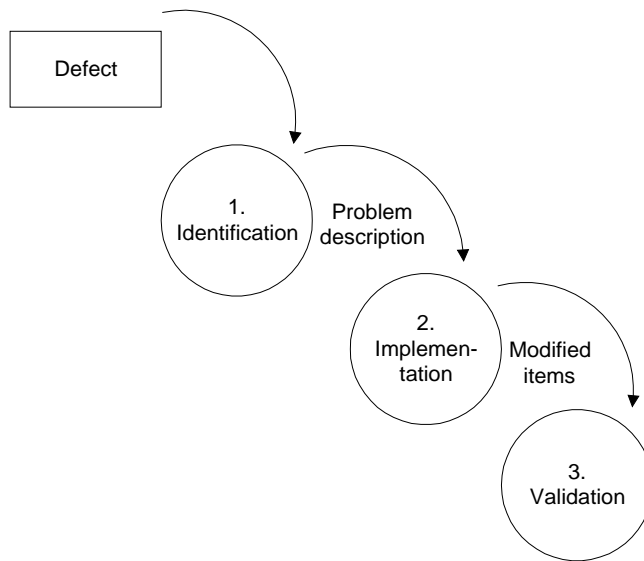 Defect
1.
Identification
Problem
description
2.
Implemen-
tation
Modified
items
3.
Validation